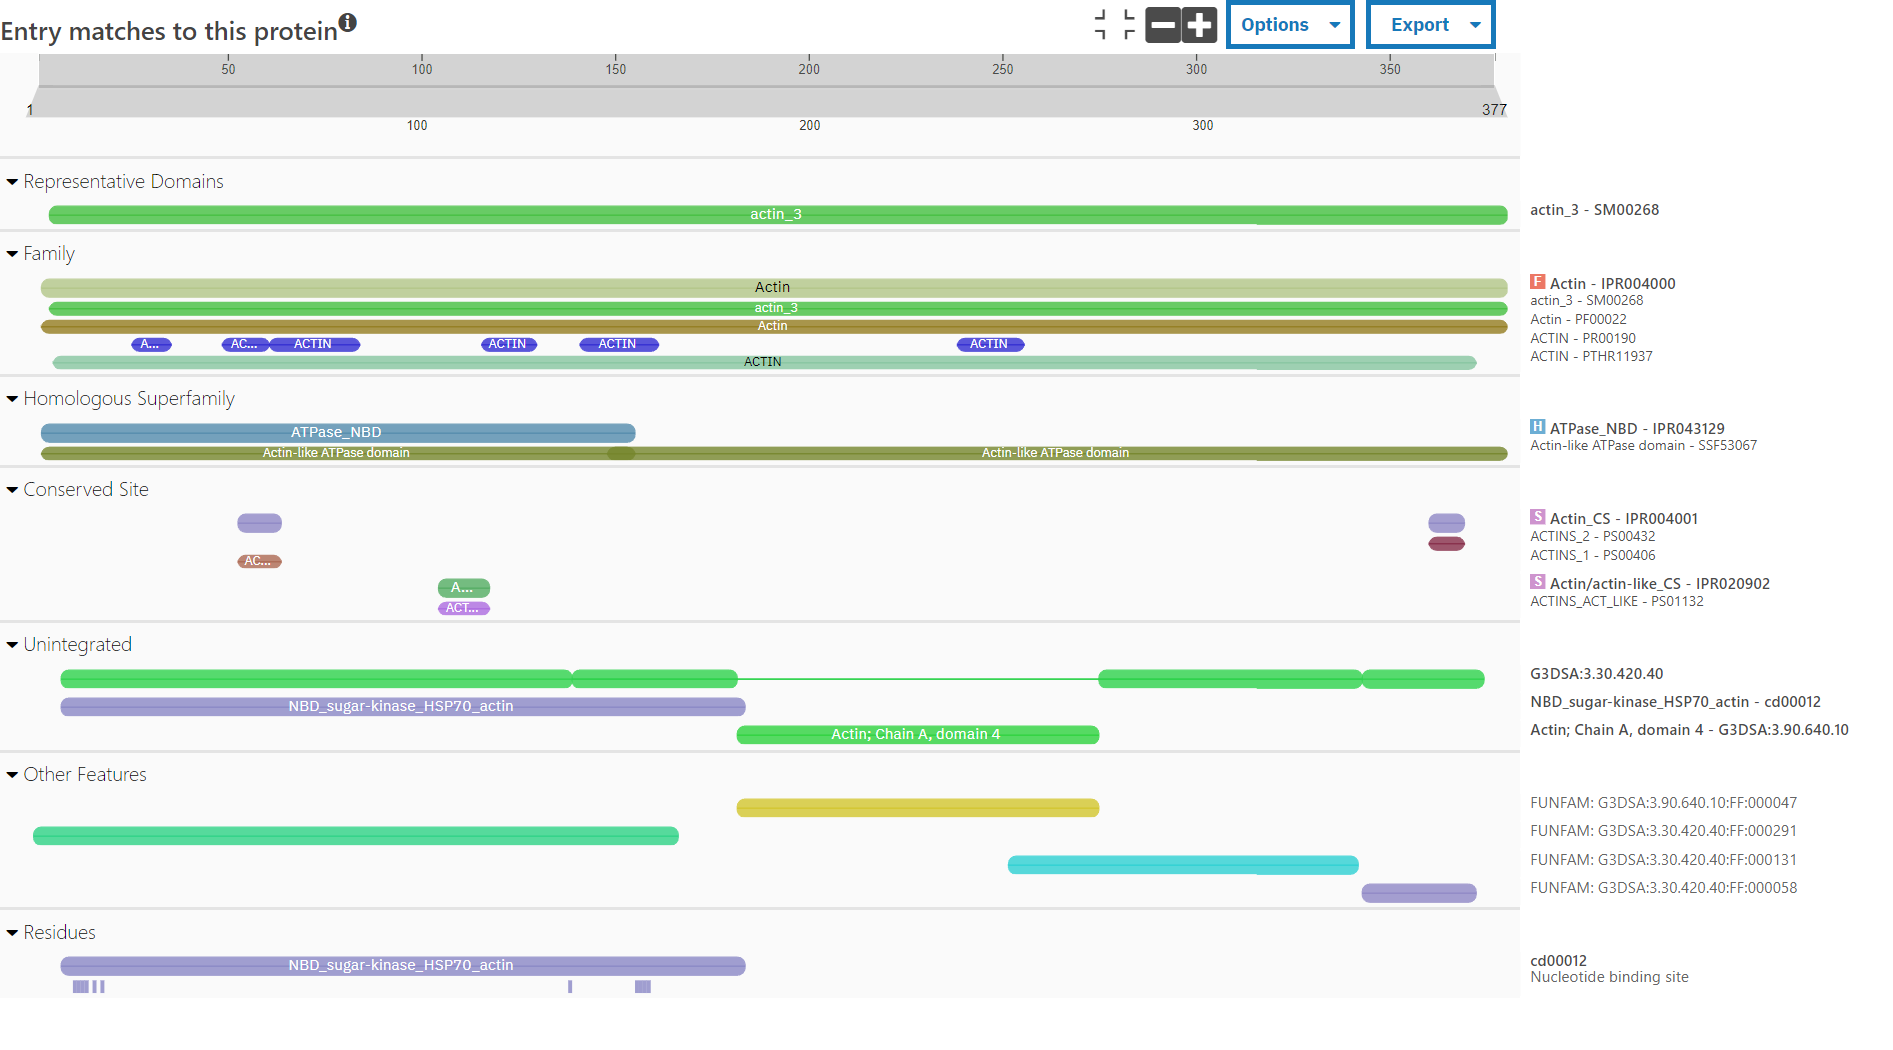 Entry matches to this protein
Options
Export
50 100 150 200 250 300 350
1 377
100 200 300
Representative Domains
actin_3
actin_3 - SM00268
Family
Actin
F Actin - IPR004000
actin_3
actin_3 - SM00268
Actin
Actin - PF00022
A... AC... ACTIN ACTIN ACTIN ACTIN
ACTIN - PR00190
ACTIN
ACTIN - PTHR11937
Homologous Superfamily
ATPase_NBD
H ATPase_NBD - IPR043129
Actin-like ATPase domain Actin-like ATPase domain
Actin-like ATPase domain - SSF53067
Conserved Site
S Actin_CS - IPR004001
ACTINS_2 - PS00432
AC...
ACTINS_1 - PS00406
A...
S Actin/actin-like_CS - IPR020902
ACT...
ACTINS_ACT_LIKE - PS01132
Unintegrated
G3DSA:3.30.420.40
NBD_sugar-kinase_HSP70_actin
NBD_sugar-kinase_HSP70_actin - cd00012
Actin; Chain A, domain 4
Actin; Chain A, domain 4 - G3DSA:3.90.640.10
Other Features
FUNFAM: G3DSA:3.90.640.10:FF:000047
FUNFAM: G3DSA:3.30.420.40:FF:000291
FUNFAM: G3DSA:3.30.420.40:FF:000131
FUNFAM: G3DSA:3.30.420.40:FF:000058
Residues
NBD_sugar-kinase_HSP70_actin
cd00012
Nucleotide binding site